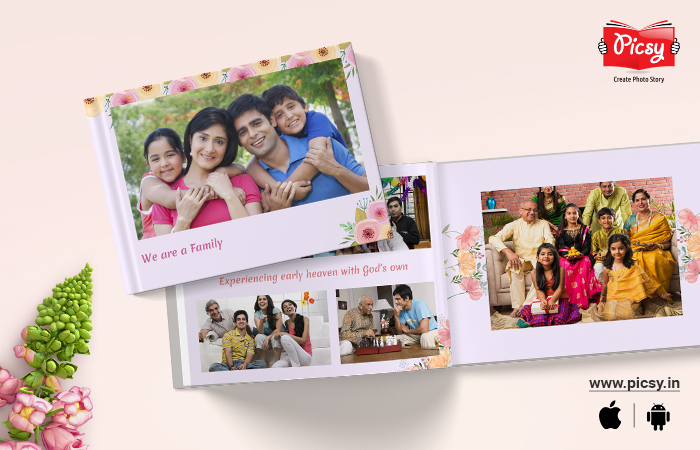 Picsy
Create Photo Story
We are a Family
Experiencing early heaven with God's own
www.picsy.in